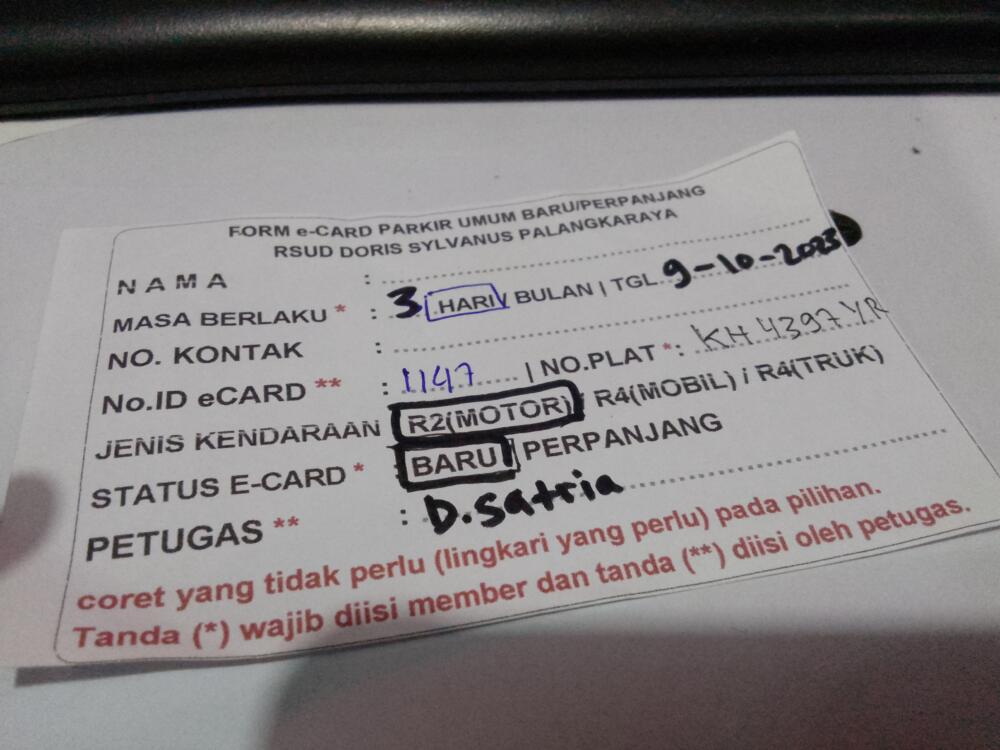 FORM e-CARD PARKIR UMUM BARU/PERPANJANG
RSUD DORIS SYLVANUS PALANGKARAYA
NAMA :
MASA BERLAKU * : 3 HARI / BULAN | TGL 9-10-2023
NO. KONTAK :
No.ID eCARD ** : 1147 | NO.PLAT *: KH 4397 YR
JENIS KENDARAAN R2(MOTOR) / R4(MOBIL) / R4(TRUK)
STATUS E-CARD * : BARU / PERPANJANG
PETUGAS ** : D.satria
coret yang tidak perlu (lingkari yang perlu) pada pilihan.
Tanda (*) wajib diisi member dan tanda (**) diisi oleh petugas.